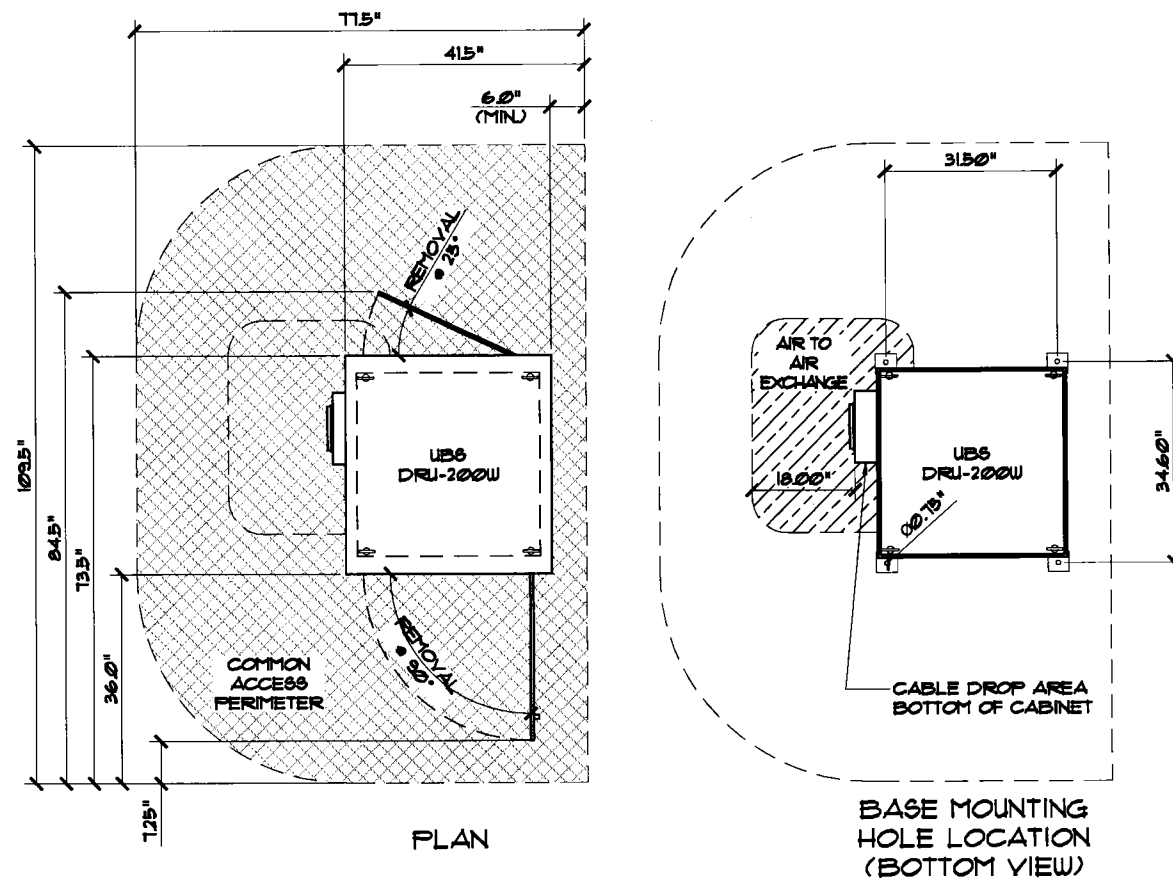 77.5"
41.5"
6.0"
(MIN.)
REMOVAL
@ 25°
109.5"
84.5"
73.5"
36.0"
7.25"
UBS
DRU-200W
REMOVAL
@ 90°
COMMON
ACCESS
PERIMETER
PLAN
31.50"
AIR TO
AIR
EXCHANGE
18.00"
UBS
DRU-200W
Ø0.75"
34.60"
CABLE DROP AREA
BOTTOM OF CABINET
BASE MOUNTING
HOLE LOCATION
(BOTTOM VIEW)